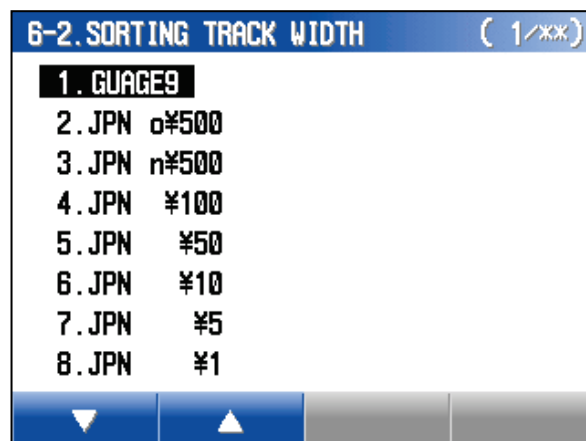 6-2.SORTING TRACK WIDTH ( 1/**)
1.GUAGE9
2.JPN o¥500
3.JPN n¥500
4.JPN ¥100
5.JPN ¥50
6.JPN ¥10
7.JPN ¥5
8.JPN ¥1